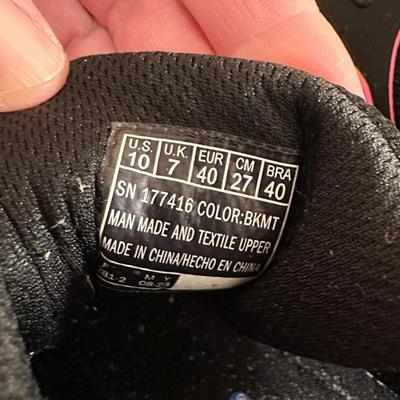 U.S. U.K. EUR CM BRA
10 7 40 27 40
SN 177416 COLOR:BKMT
MAN MADE AND TEXTILE UPPER
MADE IN CHINA/HECHO EN CHINA
M Y